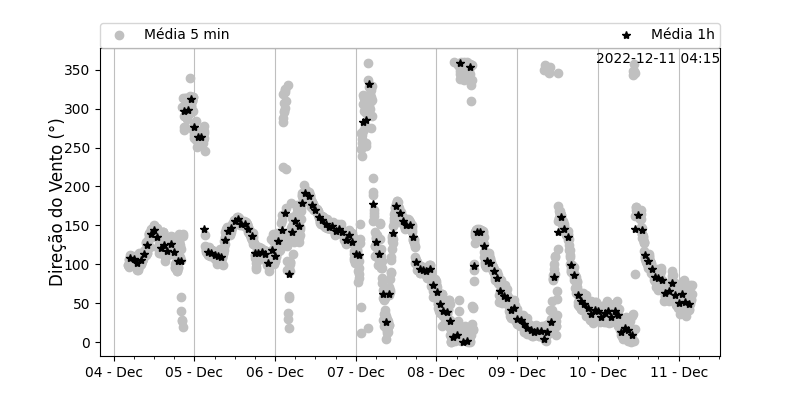 Média 5 min
Média 1h
2022-12-11 04:15
Direção do Vento (°)
350
300
250
200
150
100
50
0
04 - Dec
05 - Dec
06 - Dec
07 - Dec
08 - Dec
09 - Dec
10 - Dec
11 - Dec